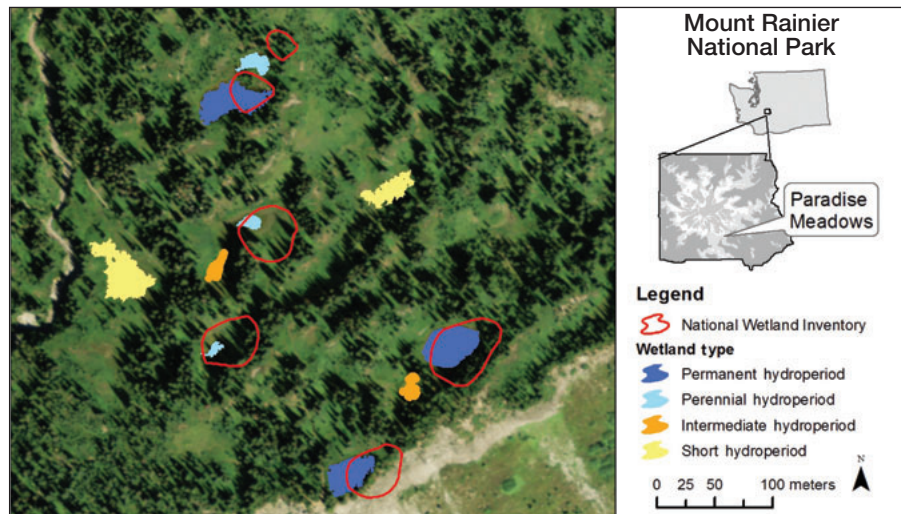 Mount Rainier
National Park
Paradise
Meadows
Legend
National Wetland Inventory
Wetland type
Permanent hydroperiod
Perennial hydroperiod
Intermediate hydroperiod
Short hydroperiod
N
0 25 50 100 meters